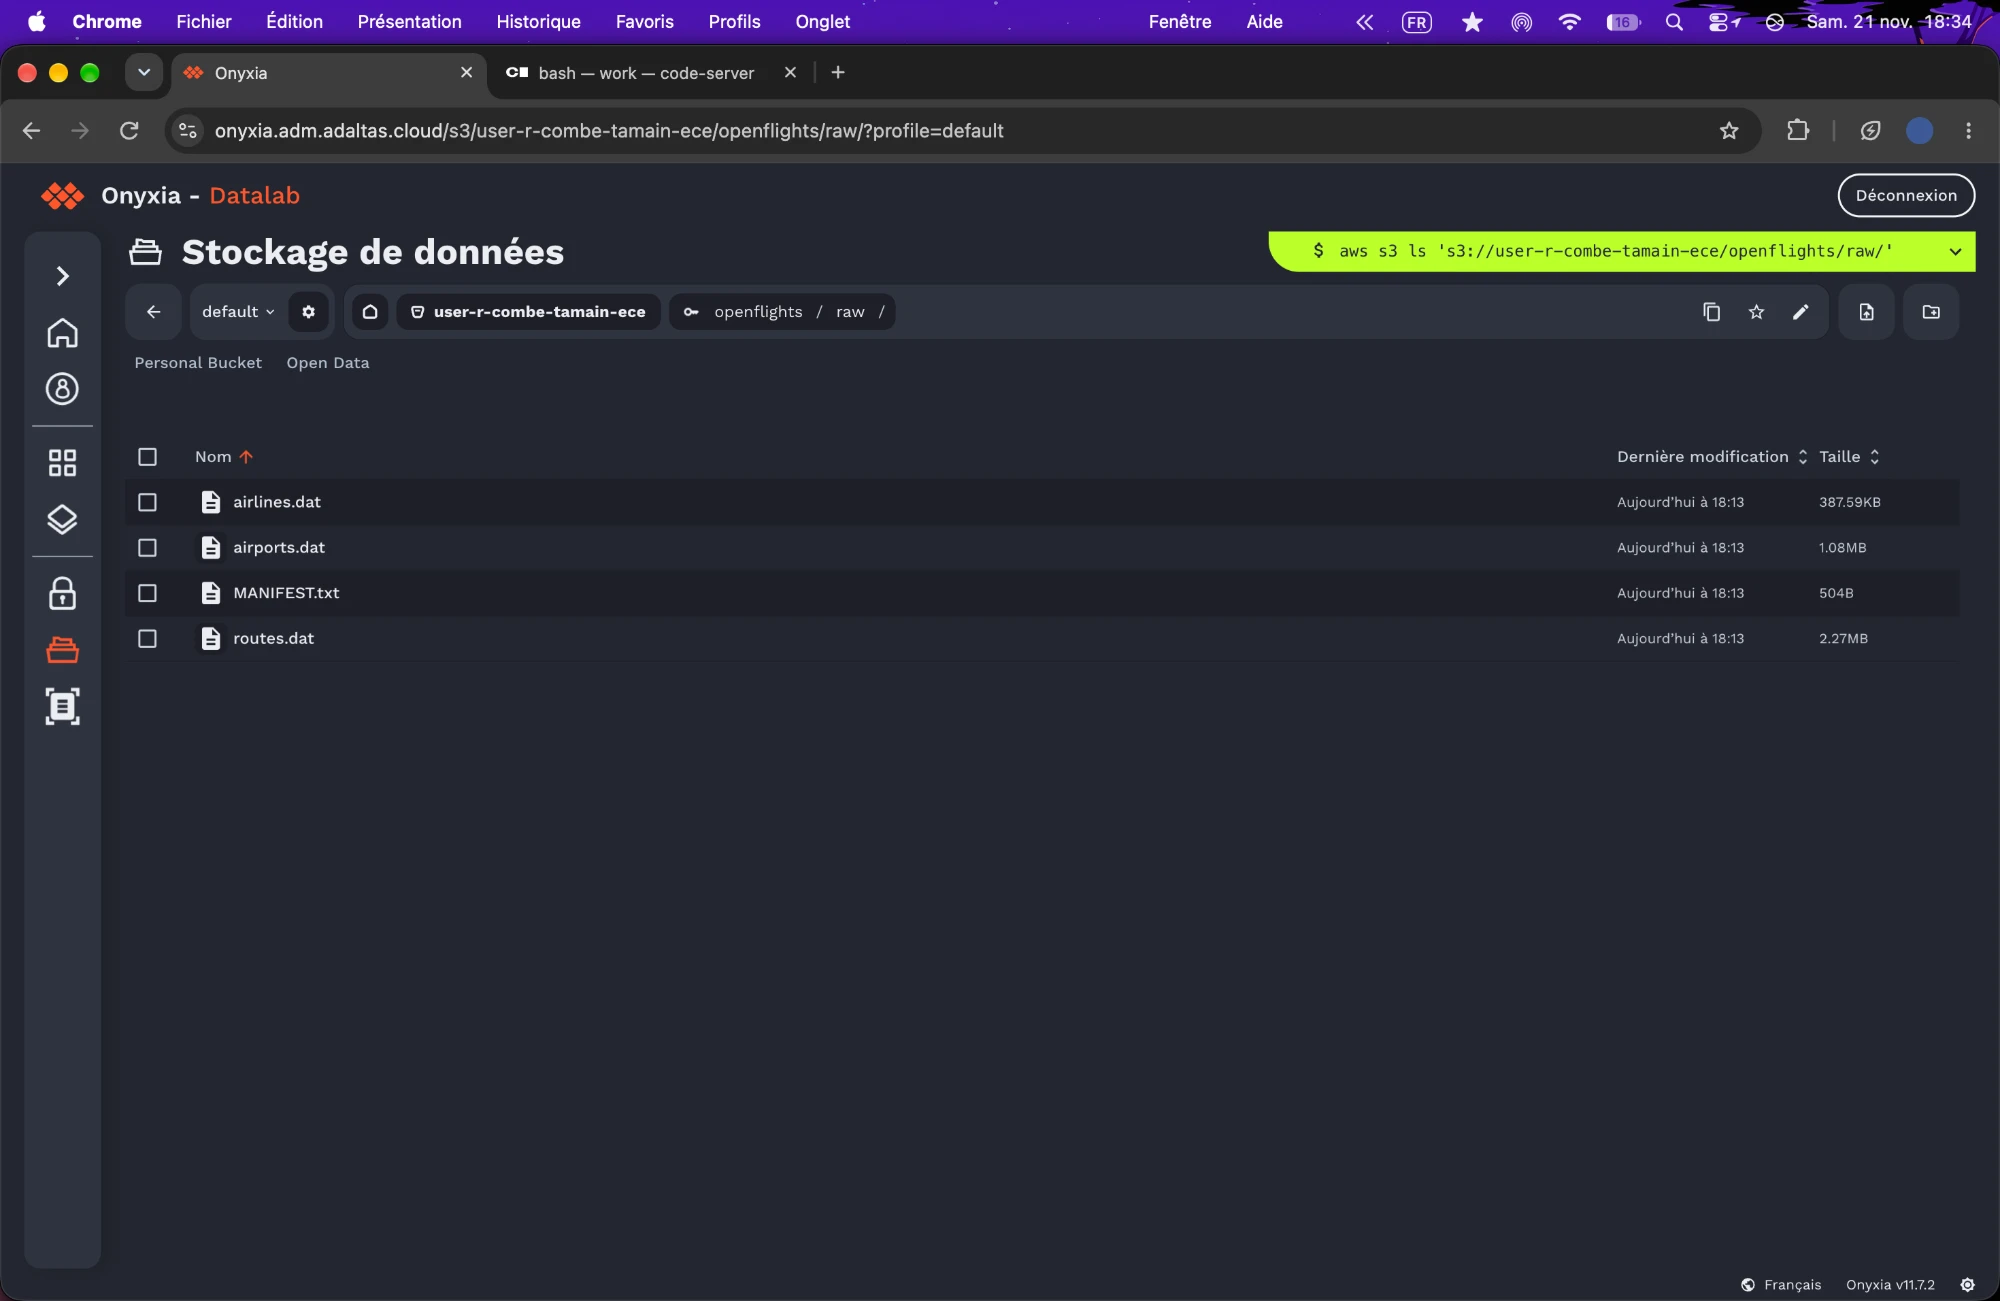 Chrome Fichier Édition Présentation Historique Favoris Profils Onglet Fenêtre Aide FR 16 Sam. 21 nov. 18:34
Onyxia bash — work — code-server
onyxia.adm.adaltas.cloud/s3/user-r-combe-tamain-ece/openflights/raw/?profile=default
Onyxia - Datalab Déconnexion
Stockage de données $ aws s3 ls 's3://user-r-combe-tamain-ece/openflights/raw/'
default user-r-combe-tamain-ece openflights / raw /
Personal Bucket Open Data
Nom Dernière modification Taille
airlines.dat Aujourd’hui à 18:13 387.59KB
airports.dat Aujourd’hui à 18:13 1.08MB
MANIFEST.txt Aujourd’hui à 18:13 504B
routes.dat Aujourd’hui à 18:13 2.27MB
Français Onyxia v11.7.2